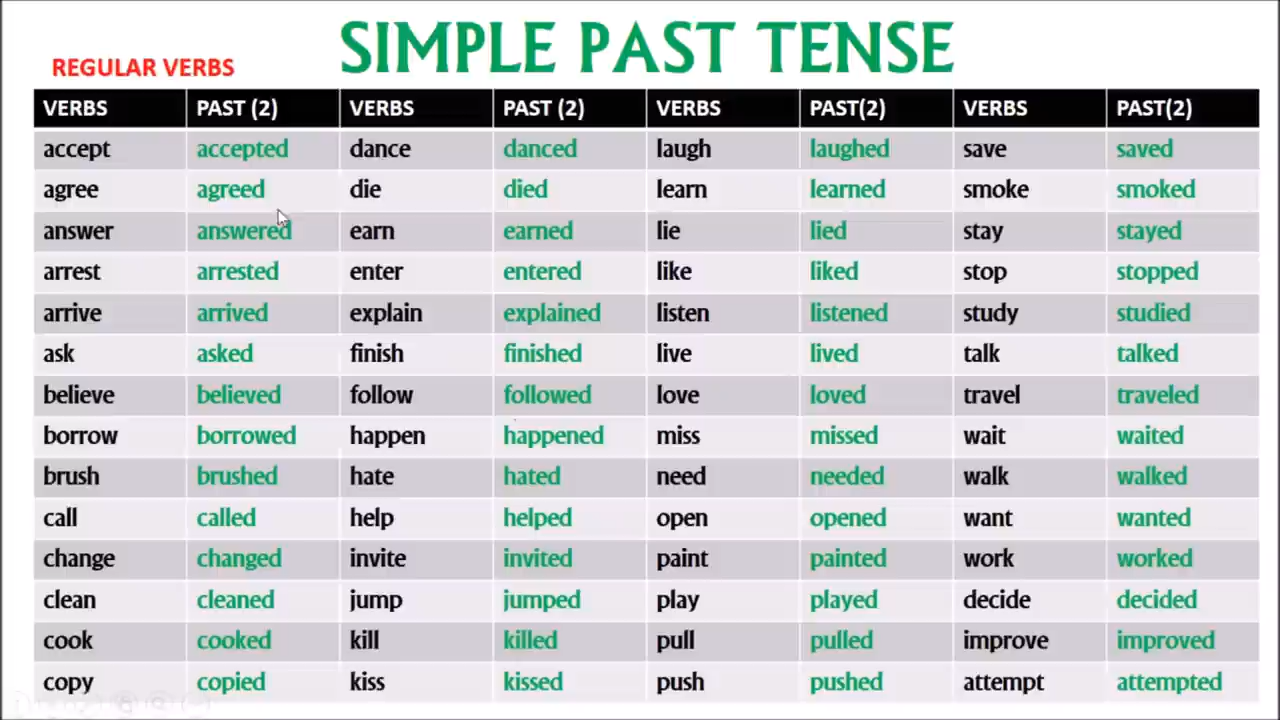 SIMPLE PAST TENSE
REGULAR VERBS
VERBS PAST (2) VERBS PAST (2) VERBS PAST(2) VERBS PAST(2)
accept accepted dance danced laugh laughed save saved
agree agreed die died learn learned smoke smoked
answer answered earn earned lie lied stay stayed
arrest arrested enter entered like liked stop stopped
arrive arrived explain explained listen listened study studied
ask asked finish finished live lived talk talked
believe believed follow followed love loved travel traveled
borrow borrowed happen happened miss missed wait waited
brush brushed hate hated need needed walk walked
call called help helped open opened want wanted
change changed invite invited paint painted work worked
clean cleaned jump jumped play played decide decided
cook cooked kill killed pull pulled improve improved
copy copied kiss kissed push pushed attempt attempted